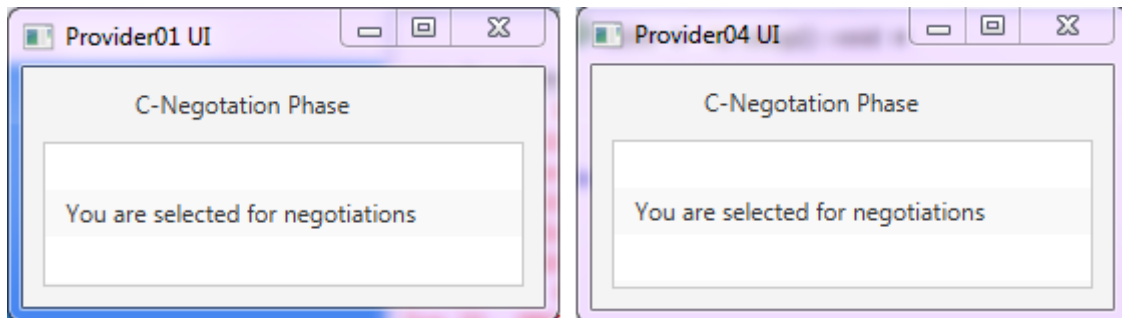 Provider01 UI
C-Negotation Phase
You are selected for negotiations
Provider04 UI
C-Negotation Phase
You are selected for negotiations